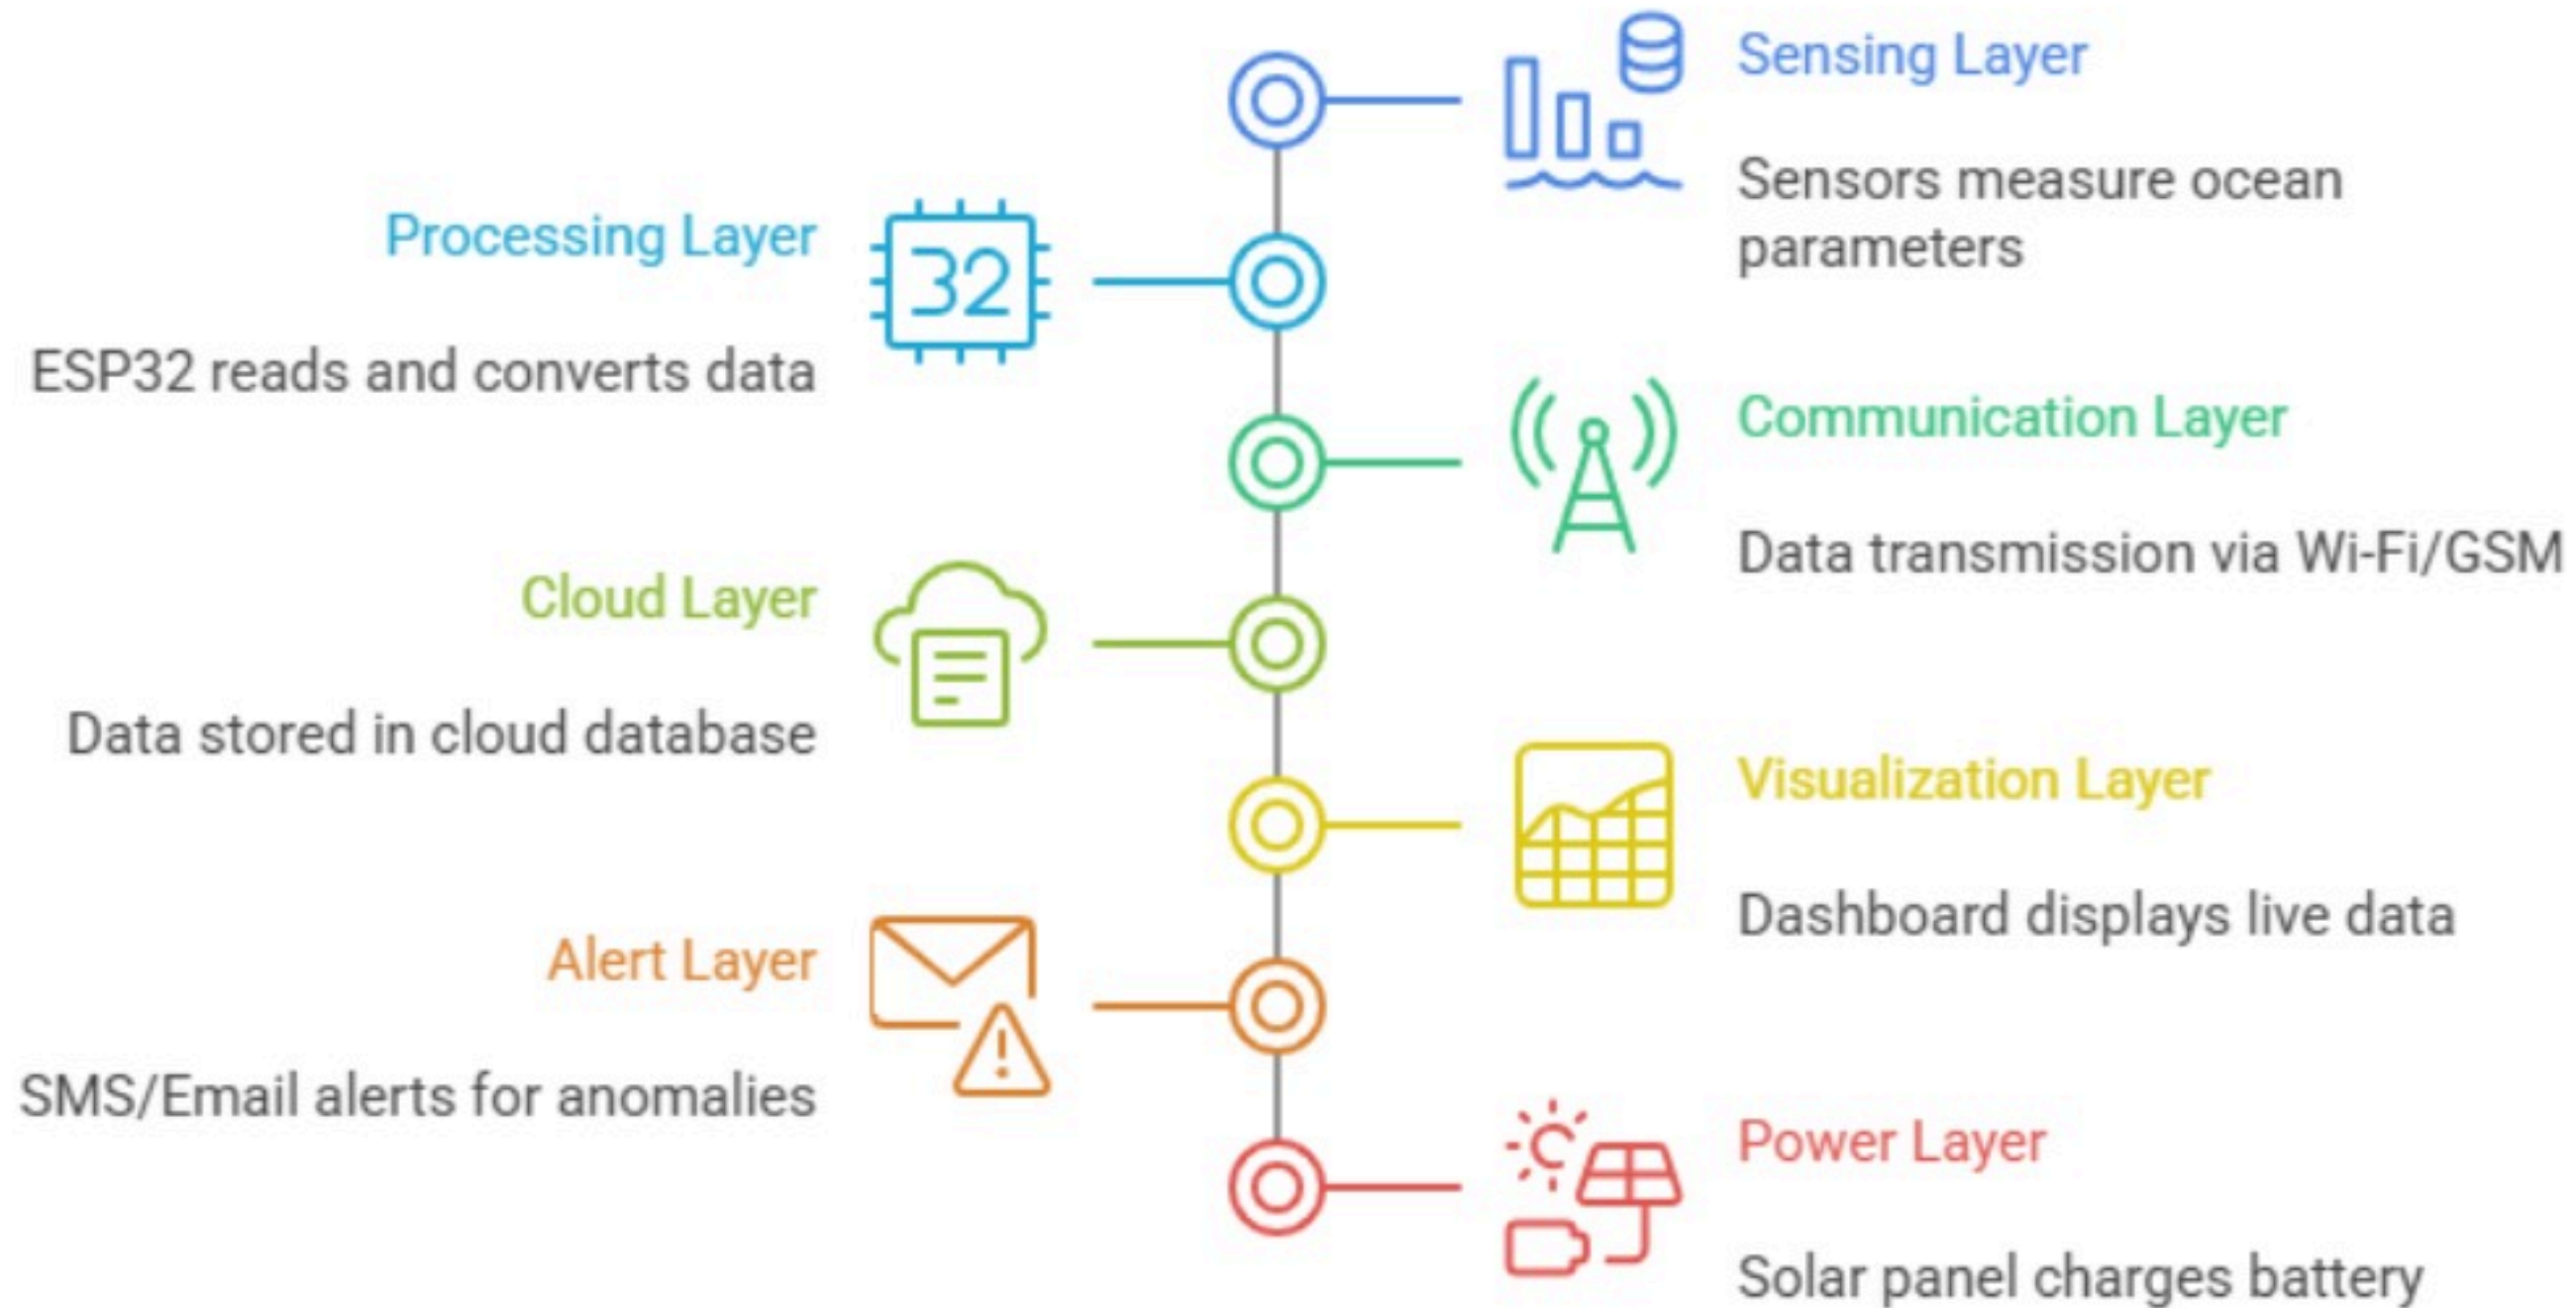 Sensing Layer
Sensors measure ocean
parameters
Processing Layer
32
ESP32 reads and converts data
Communication Layer
Data transmission via Wi-Fi/GSM
Cloud Layer
Data stored in cloud database
Visualization Layer
Dashboard displays live data
Alert Layer
SMS/Email alerts for anomalies
Power Layer
Solar panel charges battery